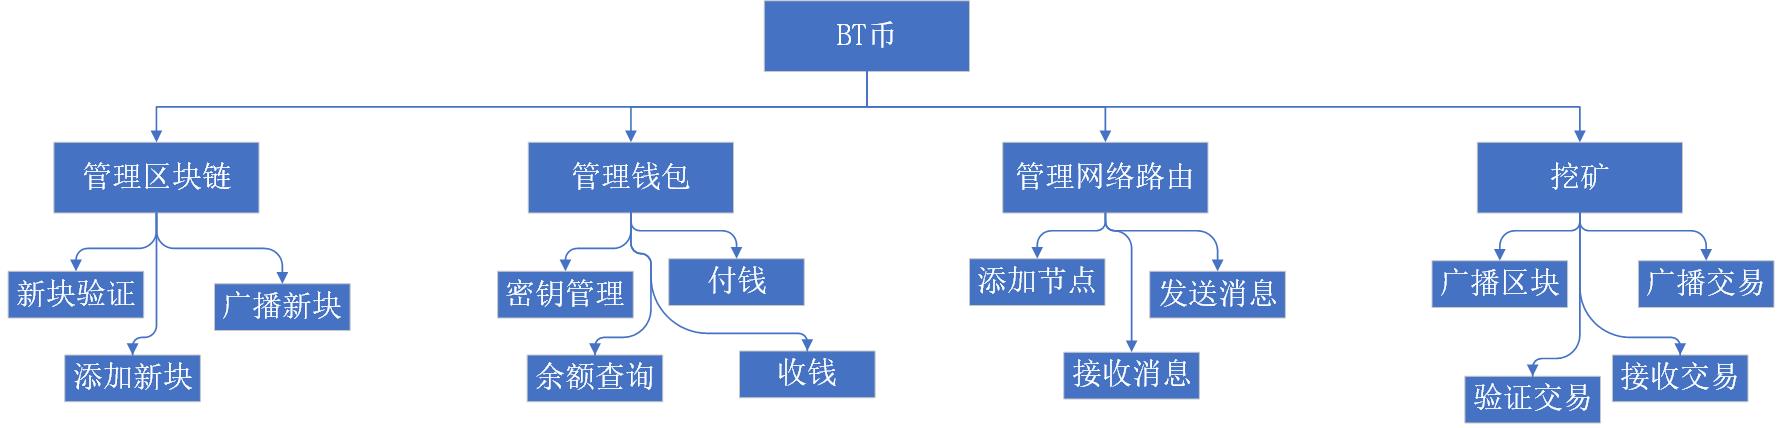 BT币
管理区块链
管理钱包
管理网络路由
挖矿
新块验证
广播新块
添加新块
密钥管理
付钱
余额查询
收钱
添加节点
发送消息
接收消息
广播区块
广播交易
验证交易
接收交易